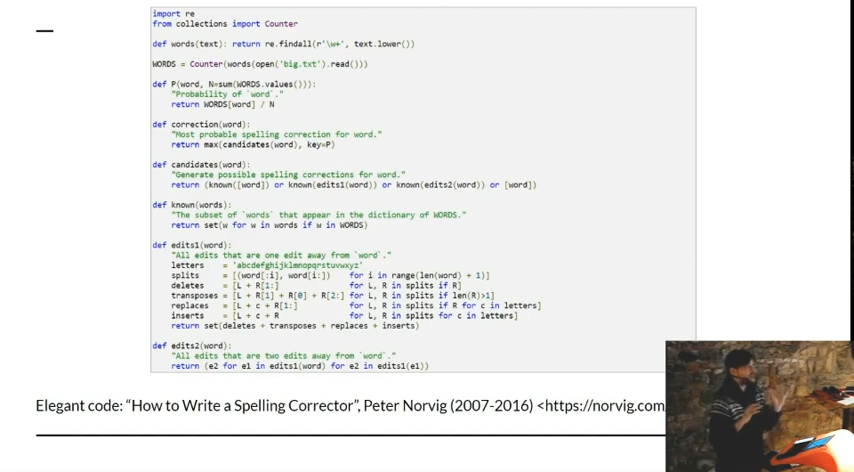 import re
from collections import Counter
def words(text): return re.findall(r'\w+', text.lower())
WORDS = Counter(words(open('big.txt').read()))
def P(word, N=sum(WORDS.values())):
"Probability of `word`."
return WORDS[word] / N
def correction(word):
"Most probable spelling correction for word."
return max(candidates(word), key=P)
def candidates(word):
"Generate possible spelling corrections for word."
return (known([word]) or known(edits1(word)) or known(edits2(word)) or [word])
def known(words):
"The subset of `words` that appear in the dictionary of WORDS."
return set(w for w in words if w in WORDS)
def edits1(word):
"All edits that are one edit away from `word`."
letters = 'abcdefghijklmnopqrstuvwxyz'
splits = [(word[:i], word[i:]) for i in range(len(word) + 1)]
deletes = [L + R[1:] for L, R in splits if R]
transposes = [L + R[1] + R[0] + R[2:] for L, R in splits if len(R)>1]
replaces = [L + c + R[1:] for L, R in splits if R for c in letters]
inserts = [L + c + R for L, R in splits for c in letters]
return set(deletes + transposes + replaces + inserts)
def edits2(word):
"All edits that are two edits away from `word`."
return (e2 for e1 in edits1(word) for e2 in edits1(e1))
Elegant code: “How to Write a Spelling Corrector”, Peter Norvig (2007-2016) <https://norvig.com